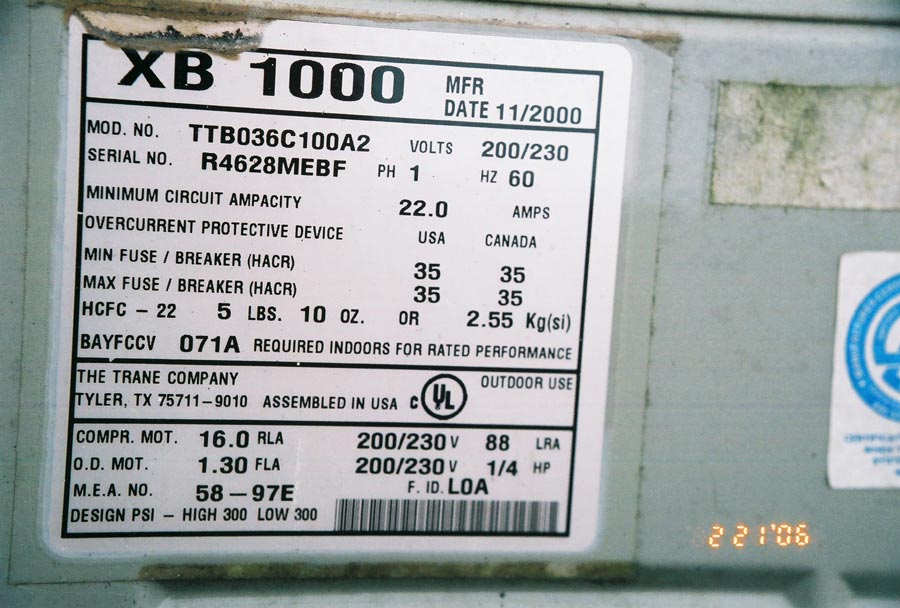 XB 1000
MFR
DATE 11/2000
MOD. NO. TTB036C100A2 VOLTS 200/230
SERIAL NO. R4628MEBF PH 1 HZ 60
MINIMUM CIRCUIT AMPACITY 22.0 AMPS
OVERCURRENT PROTECTIVE DEVICE USA CANADA
MIN FUSE / BREAKER (HACR) 35 35
MAX FUSE / BREAKER (HACR) 35 35
HCFC - 22 5 LBS. 10 OZ. OR 2.55 Kg(si)
BAYFCCV 071A REQUIRED INDOORS FOR RATED PERFORMANCE
THE TRANE COMPANY OUTDOOR USE
TYLER, TX 75711-9010 ASSEMBLED IN USA C UL
COMPR. MOT. 16.0 RLA 200/230 V 88 LRA
O.D. MOT. 1.30 FLA 200/230 V 1/4 HP
M.E.A. NO. 58-97E F. ID. LOA
DESIGN PSI - HIGH 300 LOW 300
2 21 '06